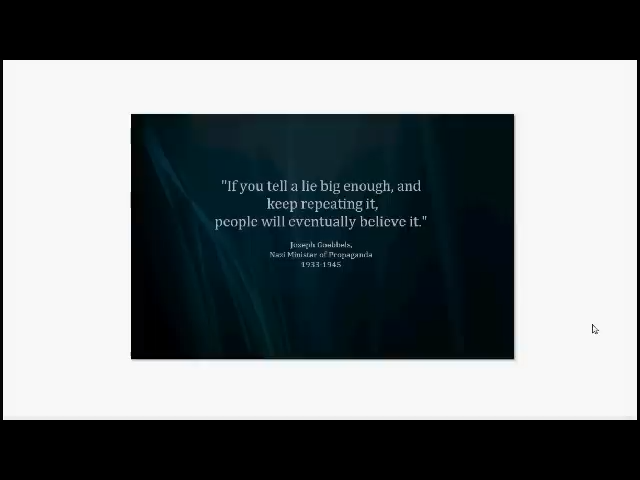 "If you tell a lie big enough, and
keep repeating it,
people will eventually believe it."
Joseph Goebbels,
Nazi Minister of Propaganda
1933-1945